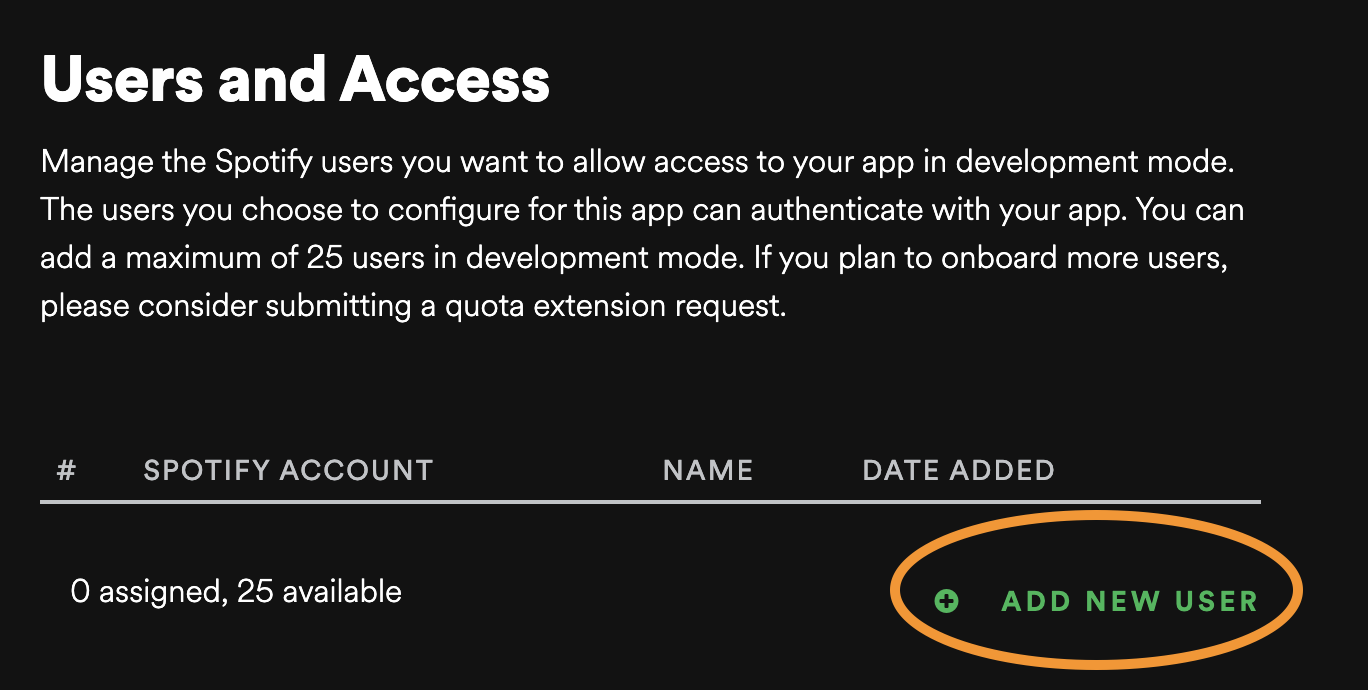 Users and Access
Manage the Spotify users you want to allow access to your app in development mode.
The users you choose to configure for this app can authenticate with your app. You can
add a maximum of 25 users in development mode. If you plan to onboard more users,
please consider submitting a quota extension request.
# SPOTIFY ACCOUNT NAME DATE ADDED
0 assigned, 25 available ADD NEW USER